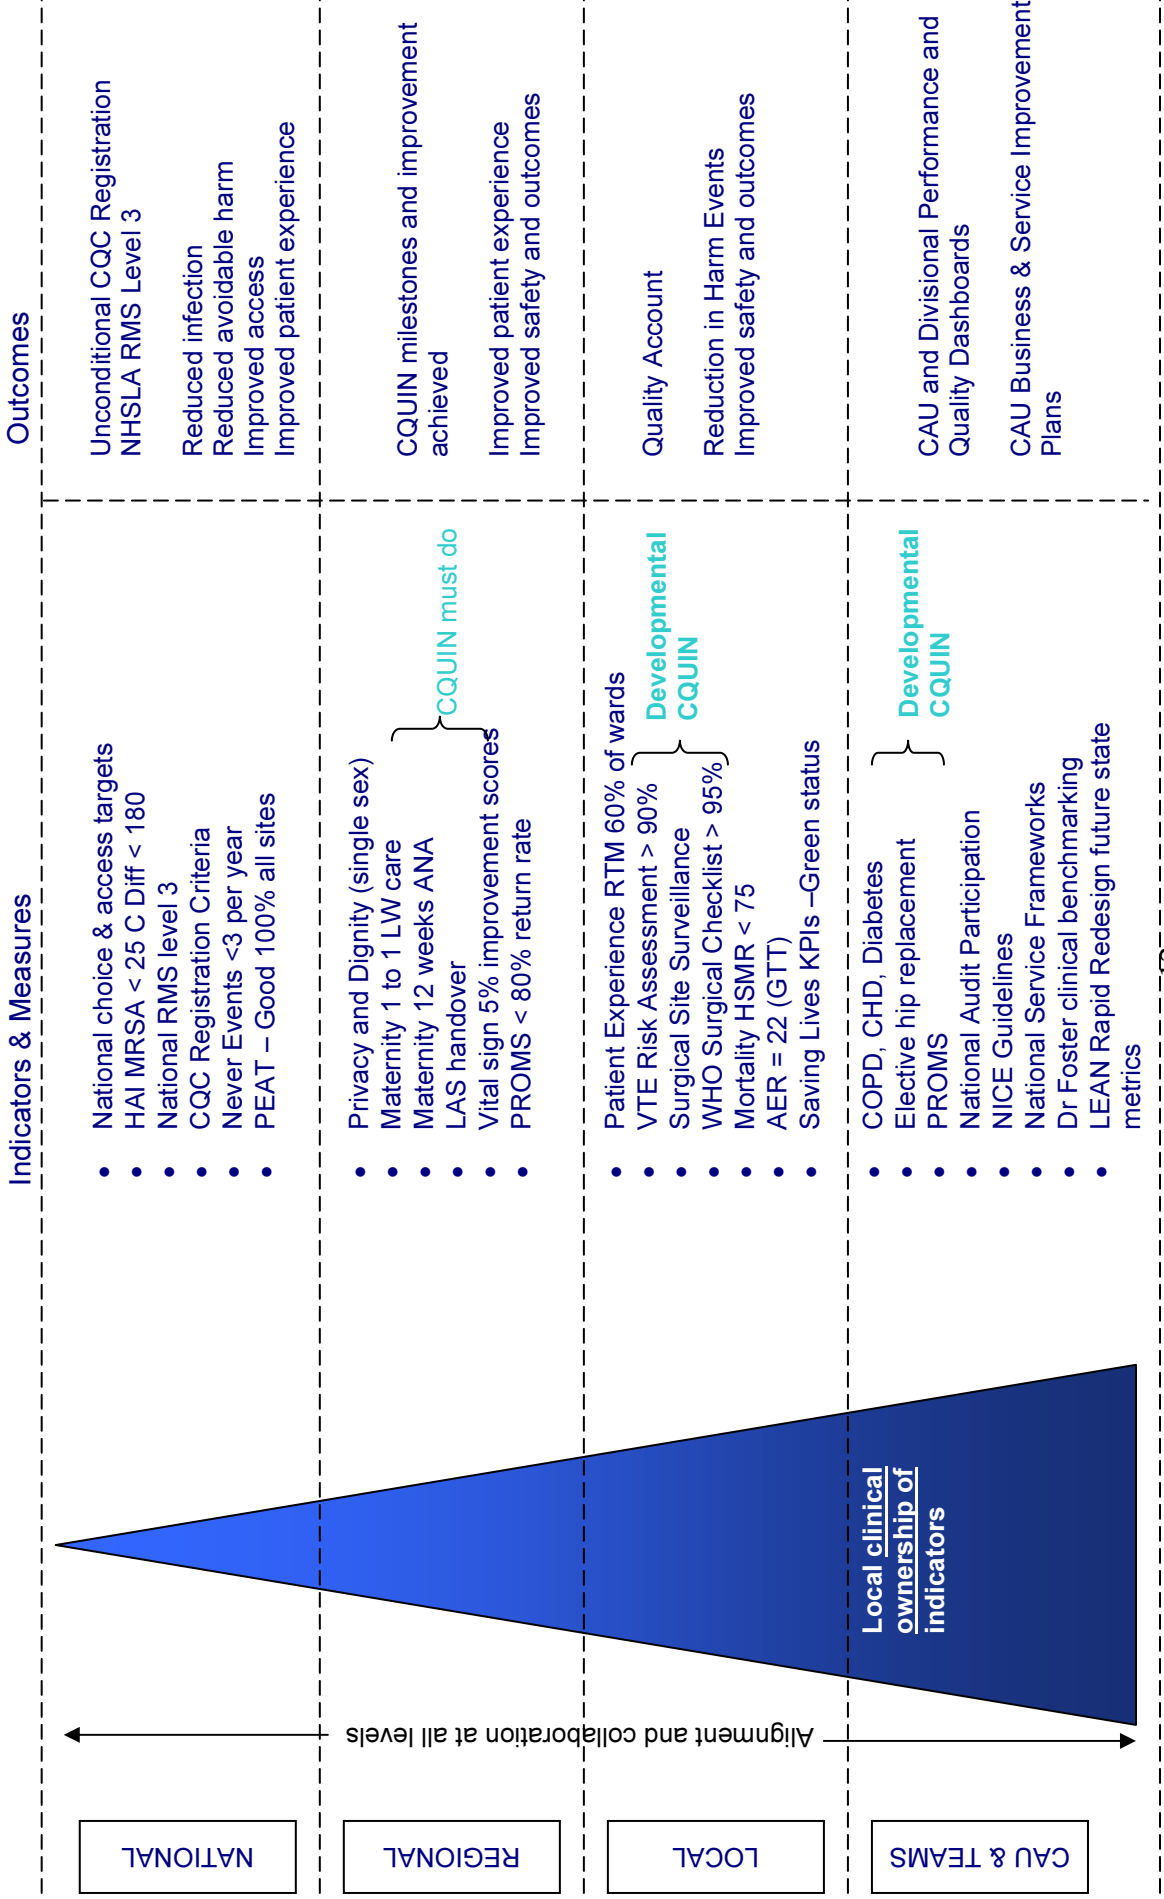 Indicators & Measures
Outcomes
NATIONAL
• National choice & access targets
• HAI MRSA < 25 C Diff < 180
• National RMS level 3
• CQC Registration Criteria
• Never Events <3 per year
• PEAT – Good 100% all sites
Unconditional CQC Registration
NHSLA RMS Level 3
Reduced infection
Reduced avoidable harm
Improved access
Improved patient experience
REGIONAL
• Privacy and Dignity (single sex)
• Maternity 1 to 1 LW care
• Maternity 12 weeks ANA
• LAS handover
• Vital sign 5% improvement scores
• PROMS < 80% return rate
CQUIN must do
CQUIN milestones and improvement
achieved
Improved patient experience
Improved safety and outcomes
LOCAL
• Patient Experience RTM 60% of wards
• VTE Risk Assessment > 90%
• Surgical Site Surveillance
• WHO Surgical Checklist > 95%
• Mortality HSMR < 75
• AER = 22 (GTT)
• Saving Lives KPIs –Green status
Developmental
CQUIN
Quality Account
Reduction in Harm Events
Improved safety and outcomes
CAU & TEAMS
• COPD, CHD, Diabetes
• Elective hip replacement
• PROMS
• National Audit Participation
• NICE Guidelines
• National Service Frameworks
• Dr Foster clinical benchmarking
• LEAN Rapid Redesign future state
metrics
Developmental
CQUIN
CAU and Divisional Performance and
Quality Dashboards
CAU Business & Service Improvement
Plans
Alignment and collaboration at all levels
Local clinical
ownership of
indicators